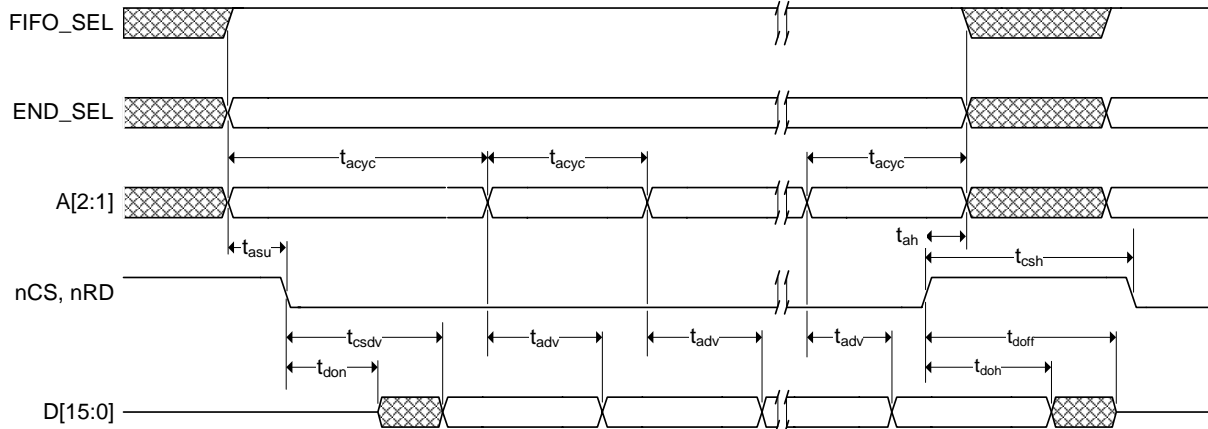 FIFO_SEL
END_SEL
tacyc tacyc tacyc
A[2:1]
tasu tah
tcsh
nCS, nRD
tcsdv tadv tadv tadv tdoff
tdon tdoh
D[15:0]